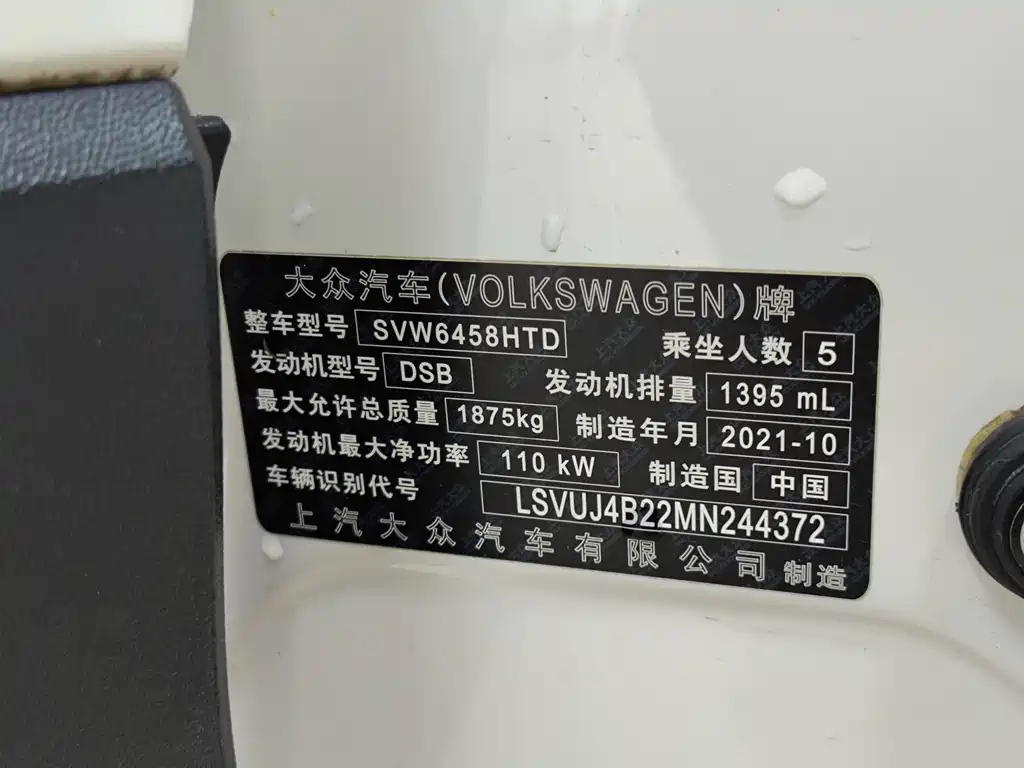 大众汽车(VOLKSWAGEN)牌
整车型号 SVW6458HTD 乘坐人数 5
发动机型号 DSB 发动机排量 1395 mL
最大允许总质量 1875kg 制造年月 2021-10
发动机最大净功率 110 kW 制造国 中国
车辆识别代号 LSVUJ4B22MN244372
上汽大众汽车有限公司 制造